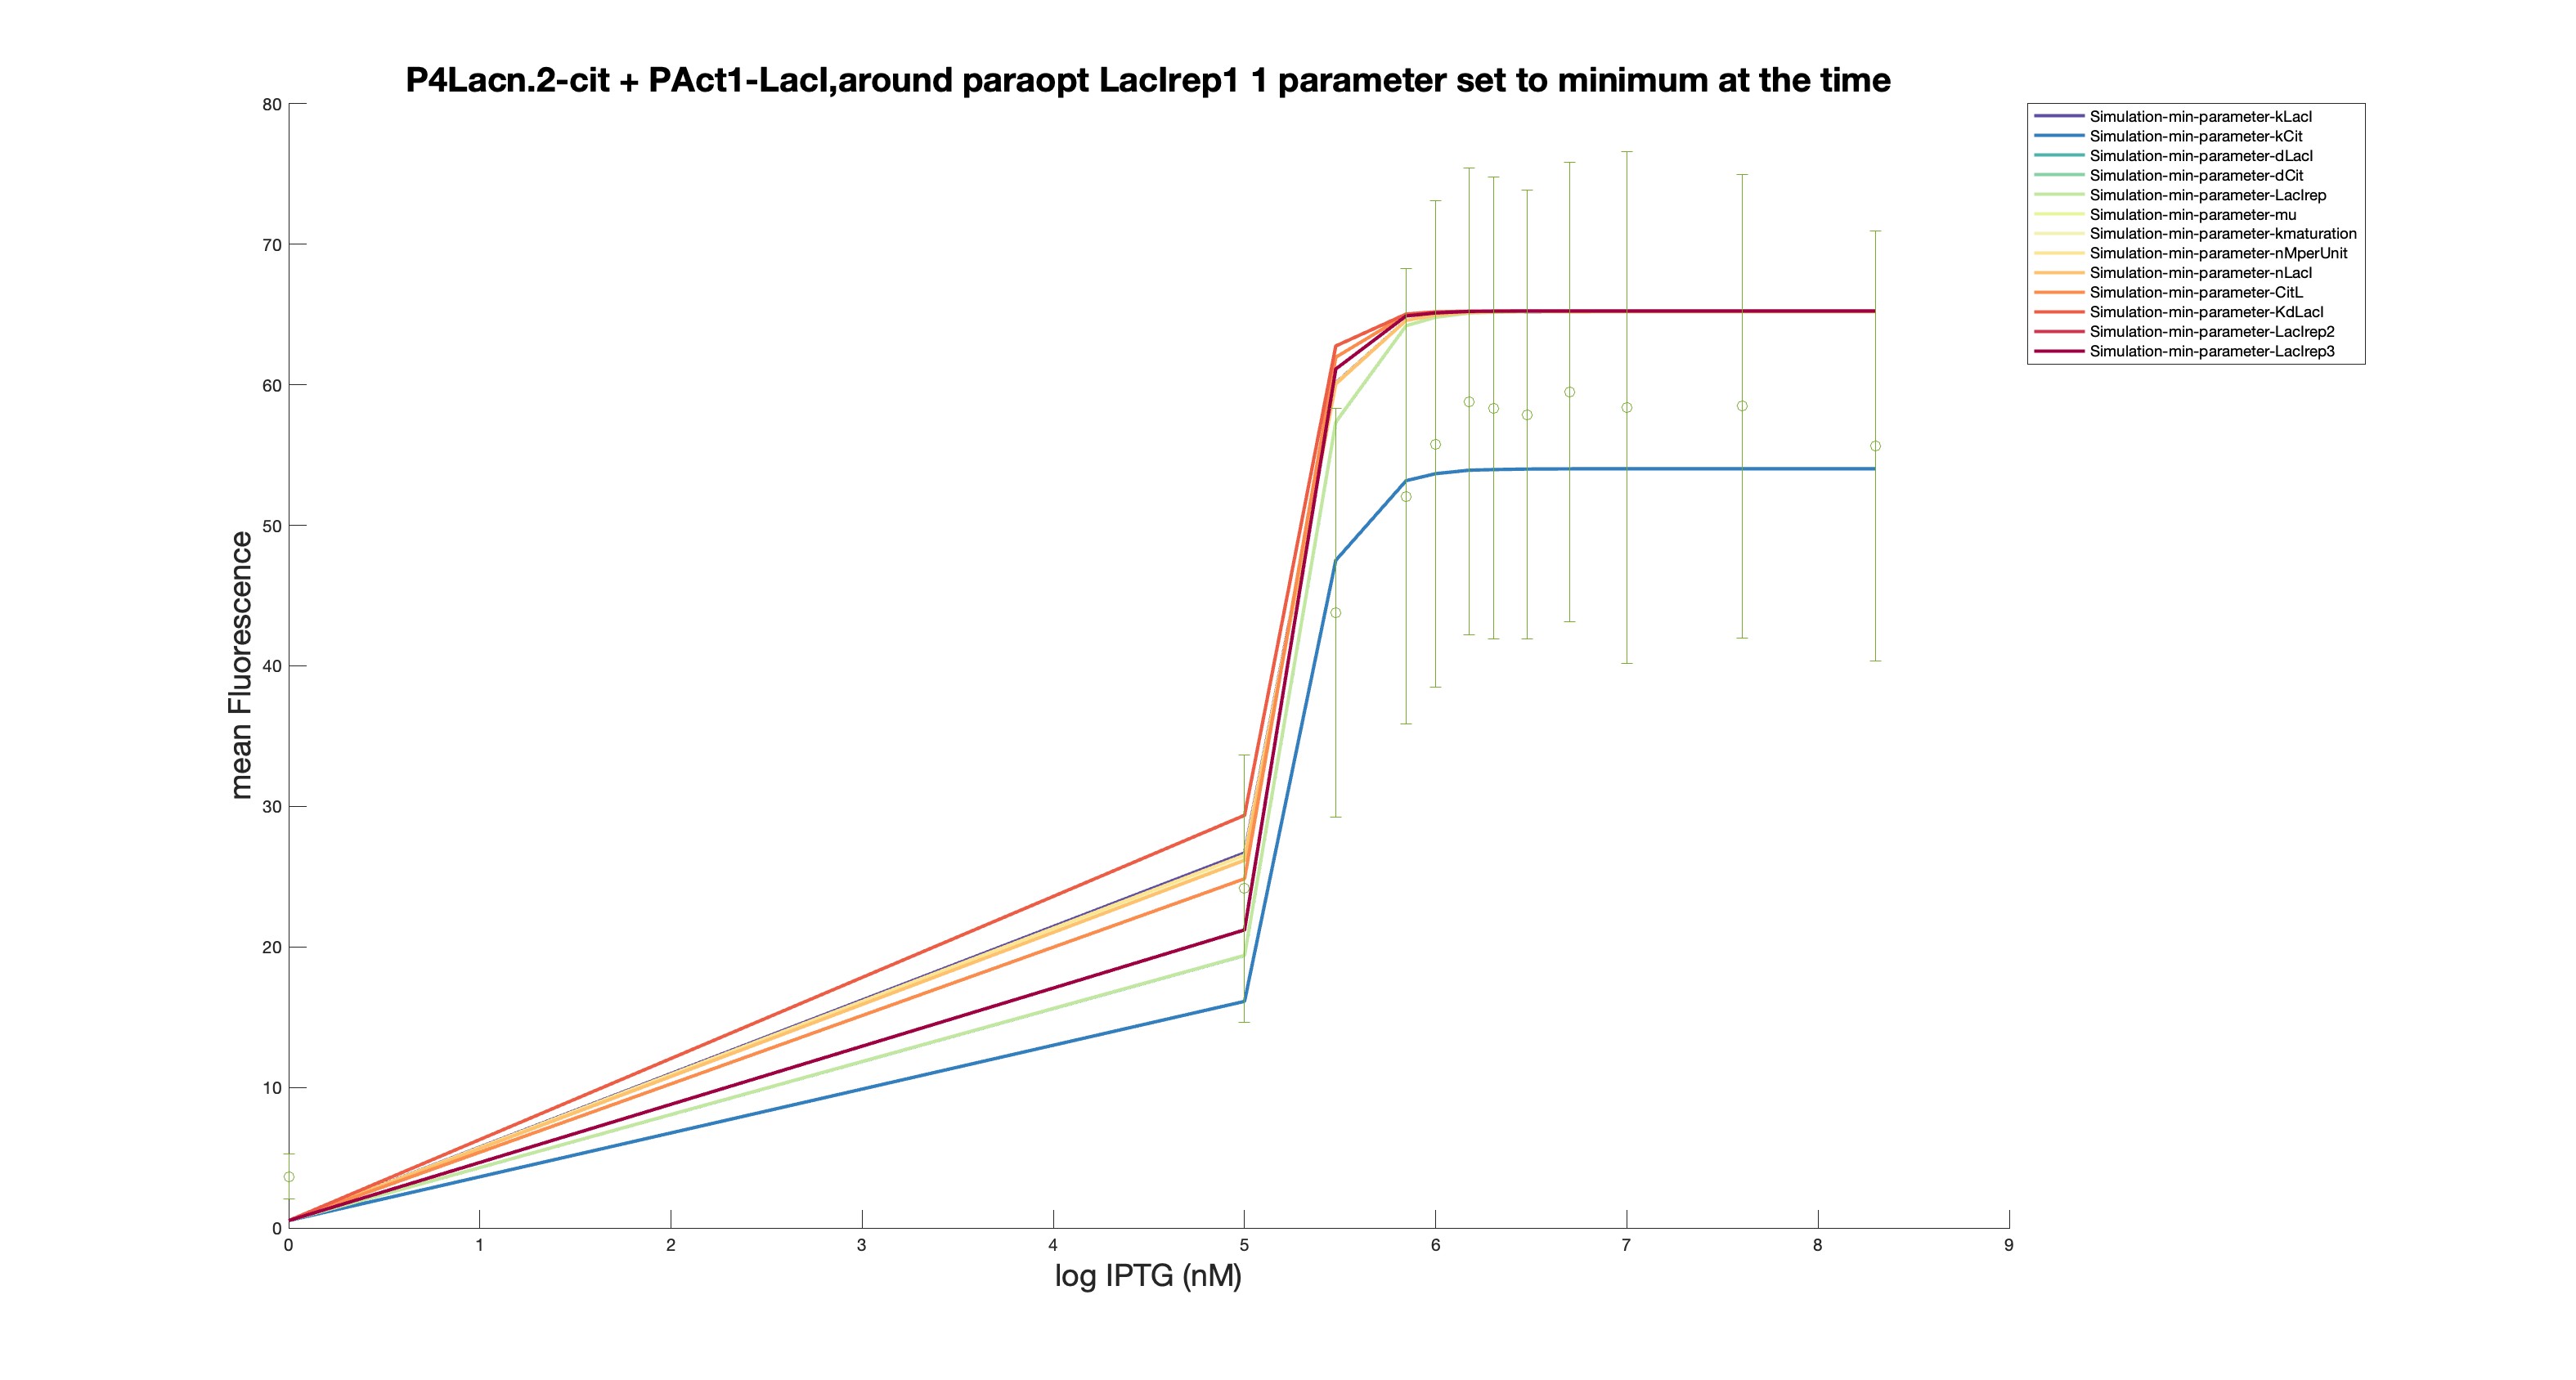 P4Lacn.2-cit + PAct1-LacI,around paraopt LacIrep1 1 parameter set to minimum at the time
80
70
60
50
40
30
20
10
0
mean Fluorescence
0 1 2 3 4 5 6 7 8 9
log IPTG (nM)
Simulation-min-parameter-kLacI
Simulation-min-parameter-kCit
Simulation-min-parameter-dLacI
Simulation-min-parameter-dCit
Simulation-min-parameter-LacIrep
Simulation-min-parameter-mu
Simulation-min-parameter-kmaturation
Simulation-min-parameter-nMperUnit
Simulation-min-parameter-nLacI
Simulation-min-parameter-CitL
Simulation-min-parameter-KdLacI
Simulation-min-parameter-LacIrep2
Simulation-min-parameter-LacIrep3